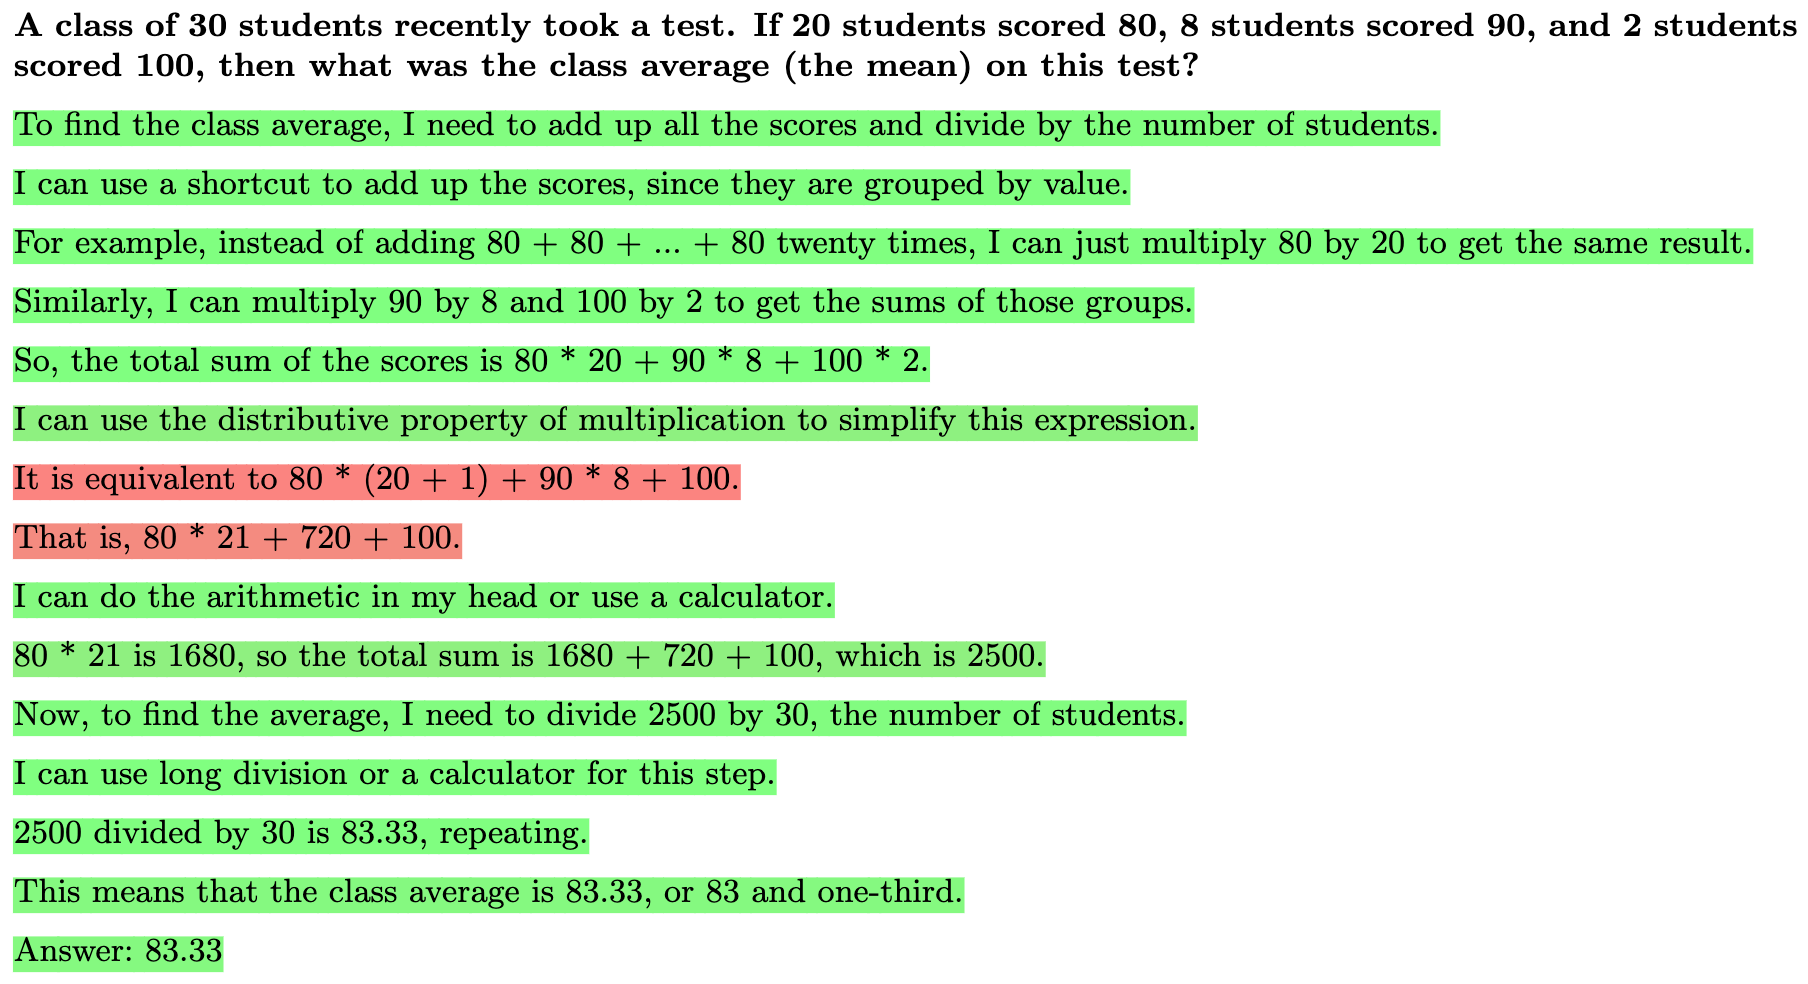 A class of 30 students recently took a test. If 20 students scored 80, 8 students scored 90, and 2 students
scored 100, then what was the class average (the mean) on this test?
To find the class average, I need to add up all the scores and divide by the number of students.
I can use a shortcut to add up the scores, since they are grouped by value.
For example, instead of adding 80 + 80 + ... + 80 twenty times, I can just multiply 80 by 20 to get the same result.
Similarly, I can multiply 90 by 8 and 100 by 2 to get the sums of those groups.
So, the total sum of the scores is 80 * 20 + 90 * 8 + 100 * 2.
I can use the distributive property of multiplication to simplify this expression.
It is equivalent to 80 * (20 + 1) + 90 * 8 + 100.
That is, 80 * 21 + 720 + 100.
I can do the arithmetic in my head or use a calculator.
80 * 21 is 1680, so the total sum is 1680 + 720 + 100, which is 2500.
Now, to find the average, I need to divide 2500 by 30, the number of students.
I can use long division or a calculator for this step.
2500 divided by 30 is 83.33, repeating.
This means that the class average is 83.33, or 83 and one-third.
Answer: 83.33